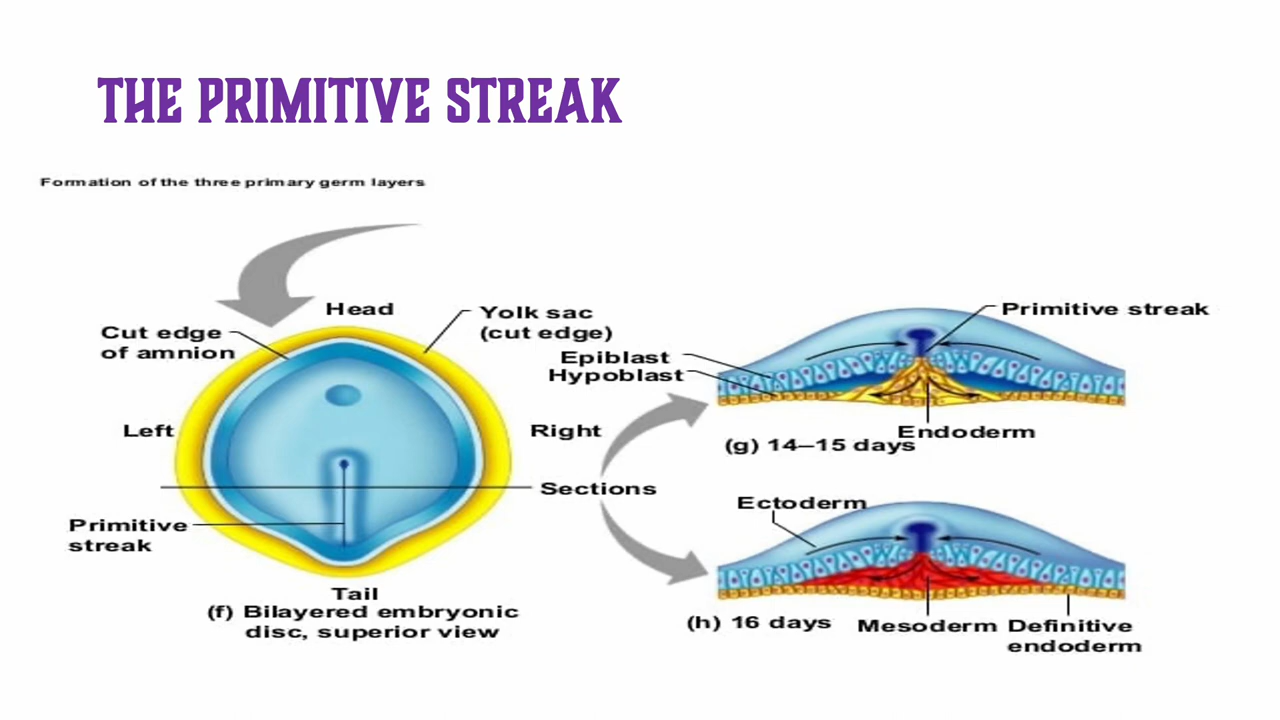 THE PRIMITIVE STREAK
Formation of the three primary germ layers
Head
Cut edge
of amnion
Yolk sac
(cut edge)
Left
Right
Sections
Primitive
streak
Tail
(f) Bilayered embryonic
disc, superior view
Primitive streak
Epiblast
Hypoblast
Endoderm
(g) 14–15 days
Ectoderm
(h) 16 days
Mesoderm
Definitive
endoderm